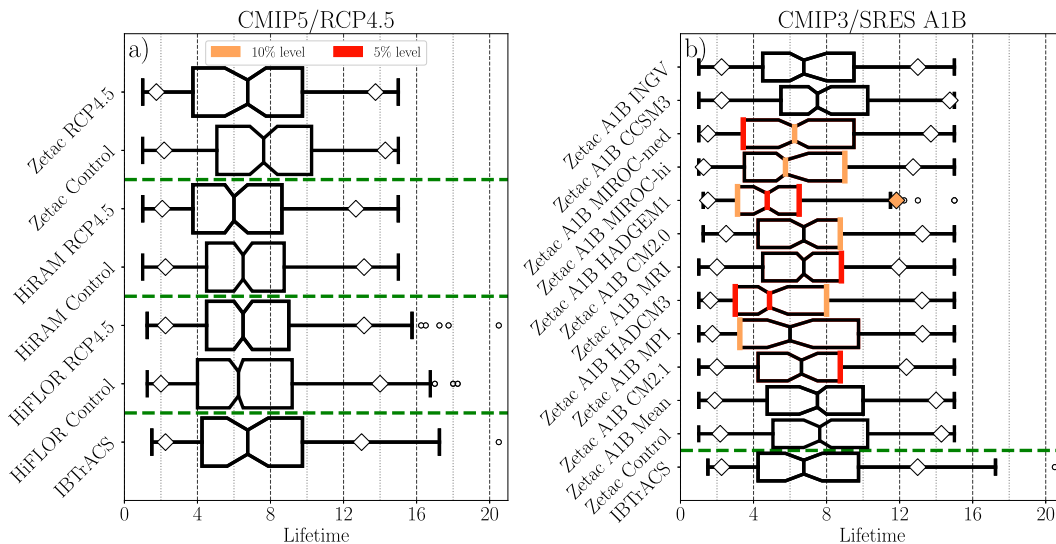 CMIP5/RCP4.5
a)
10% level
5% level
Zetac RCP4.5
Zetac Control
HiRAM RCP4.5
HiRAM Control
HiFLOR RCP4.5
HiFLOR Control
IBTrACS
0 4 8 12 16 20
Lifetime
CMIP3/SRES A1B
b)
Zetac A1B INGV
Zetac A1B CCSM3
Zetac A1B MIROC-med
Zetac A1B MIROC-hi
Zetac A1B HADGEM1
Zetac A1B CM2.0
Zetac A1B MRI
Zetac A1B HADCM3
Zetac A1B MPI
Zetac A1B CM2.1
Zetac A1B Mean
Zetac Control
IBTrACS
0 4 8 12 16 20
Lifetime